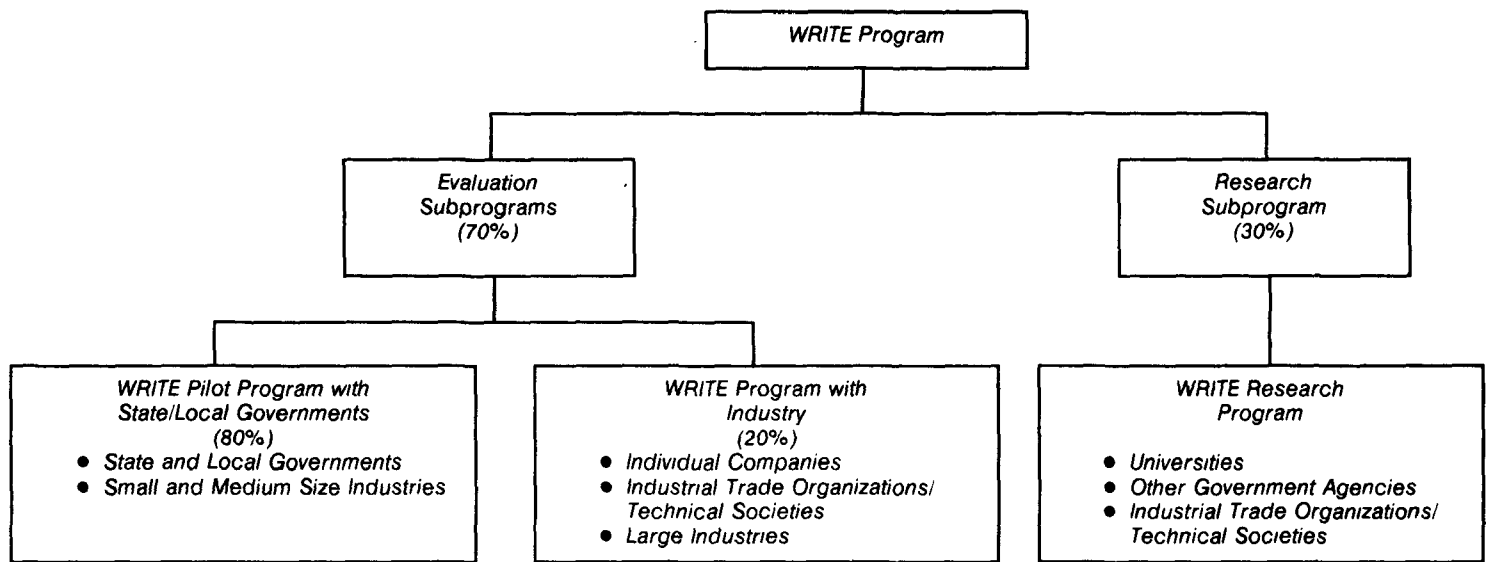 WRITE Program
Evaluation
Subprograms
(70%)
Research
Subprogram
(30%)
WRITE Pilot Program with
State/Local Governments
(80%)
● State and Local Governments
● Small and Medium Size Industries
WRITE Program with
Industry
(20%)
● Individual Companies
● Industrial Trade Organizations/
Technical Societies
● Large Industries
WRITE Research
Program
● Universities
● Other Government Agencies
● Industrial Trade Organizations/
Technical Societies